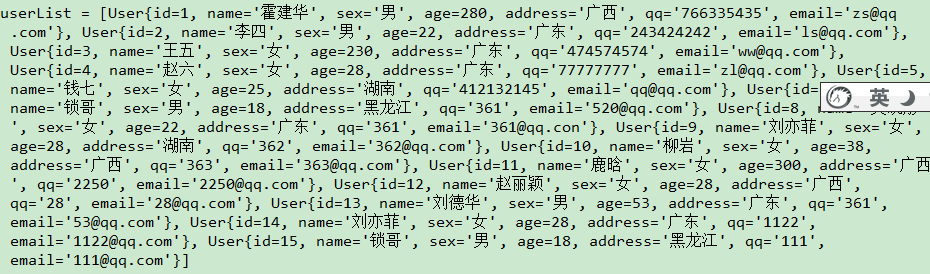 userList = [User{id=1, name='霍建华', sex='男', age=280, address='广西', qq='766335435', email='zs@qq
.com'}, User{id=2, name='李四', sex='男', age=22, address='广东', qq='243424242', email='ls@qq.com'},
User{id=3, name='王五', sex='女', age=230, address='广东', qq='474574574', email='ww@qq.com'},
User{id=4, name='赵六', sex='女', age=28, address='广东', qq='77777777', email='zl@qq.com'}, User{id=5,
name='钱七', sex='女', age=25, address='湖南', qq='412132145', email='qq@qq.com'}, User{id=
英
name='锁哥', sex='男', age=18, address='黑龙江', qq='361', email='520@qq.com'}, User{id=8,
', sex='女', age=22, address='广东', qq='361', email='361@qq.con'}, User{id=9, name='刘亦菲', sex='女',
age=28, address='湖南', qq='362', email='362@qq.com'}, User{id=10, name='柳岩', sex='女', age=38,
address='广西', qq='363', email='363@qq.com'}, User{id=11, name='鹿晗', sex='女', age=300, address='广西
', qq='2250', email='2250@qq.com'}, User{id=12, name='赵丽颖', sex='女', age=28, address='广西',
qq='28', email='28@qq.com'}, User{id=13, name='刘德华', sex='男', age=53, address='广东', qq='361',
email='53@qq.com'}, User{id=14, name='刘亦菲', sex='女', age=28, address='广东', qq='1122',
email='1122@qq.com'}, User{id=15, name='锁哥', sex='男', age=18, address='黑龙江', qq='111',
email='111@qq.com'}]